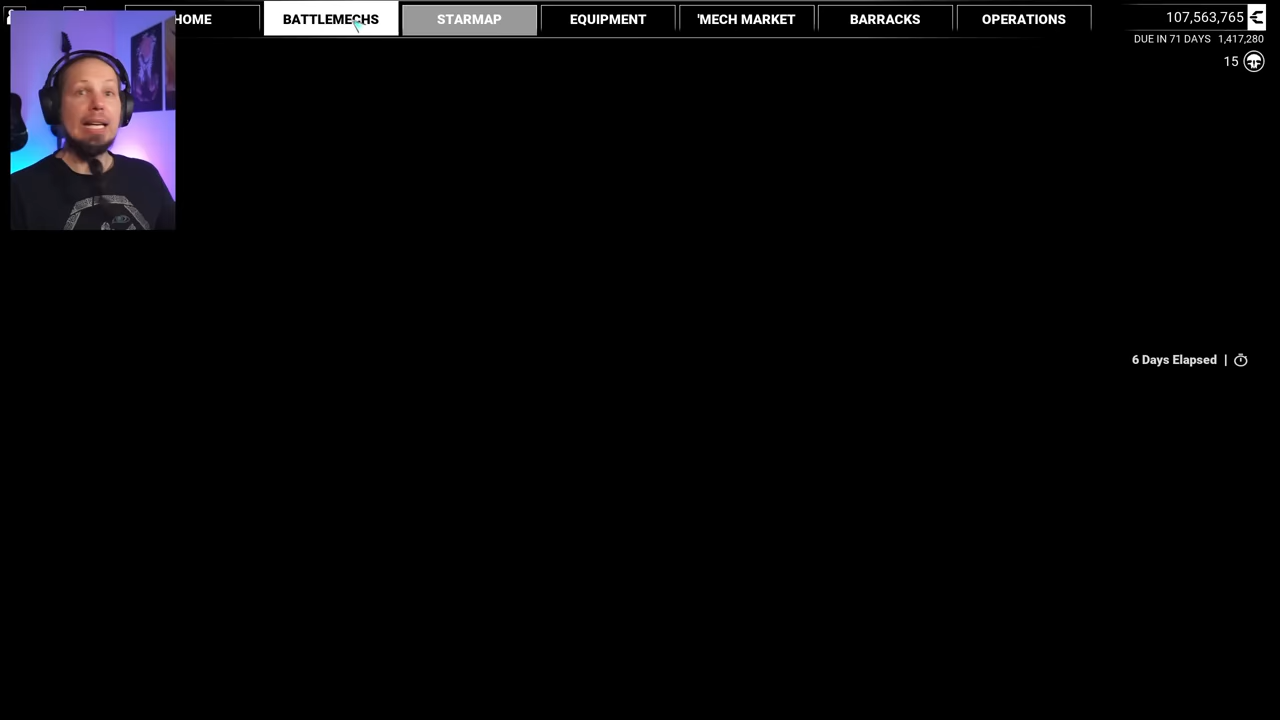 HOME
BATTLEMECHS
STARMAP
EQUIPMENT
'MECH MARKET
BARRACKS
OPERATIONS
107,563,765
DUE IN 71 DAYS 1,417,280
15
6 Days Elapsed |